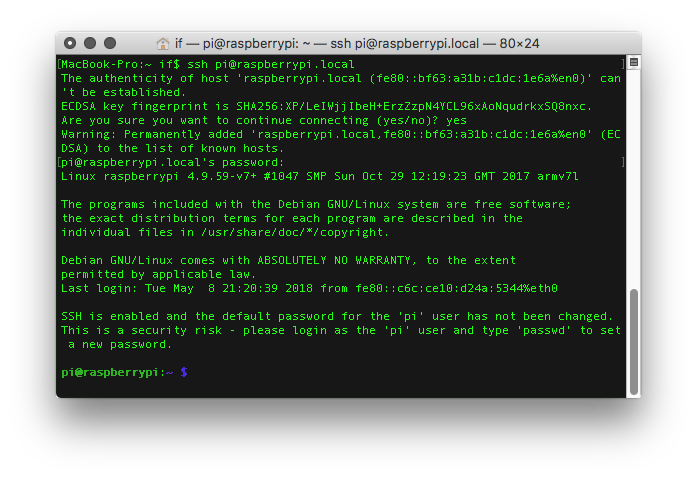 if — pi@raspberrypi: ~ — ssh pi@raspberrypi.local — 80×24
[MacBook-Pro:~ if$ ssh pi@raspberrypi.local]
The authenticity of host 'raspberrypi.local (fe80::bf63:a31b:c1dc:1e6a%en0)' can
't be established.
ECDSA key fingerprint is SHA256:XP/LeIWjjIbeH+ErzZzpN4YCL96xAoNqudrkxSQ8nxc.
Are you sure you want to continue connecting (yes/no)? yes
Warning: Permanently added 'raspberrypi.local,fe80::bf63:a31b:c1dc:1e6a%en0' (EC
DSA) to the list of known hosts.
[pi@raspberrypi.local's password:]
Linux raspberrypi 4.9.59-v7+ #1047 SMP Sun Oct 29 12:19:23 GMT 2017 armv7l
The programs included with the Debian GNU/Linux system are free software;
the exact distribution terms for each program are described in the
individual files in /usr/share/doc/*/copyright.
Debian GNU/Linux comes with ABSOLUTELY NO WARRANTY, to the extent
permitted by applicable law.
Last login: Tue May  8 21:20:39 2018 from fe80::c6c:ce10:d24a:5344%eth0
SSH is enabled and the default password for the 'pi' user has not been changed.
This is a security risk - please login as the 'pi' user and type 'passwd' to set
 a new password.
pi@raspberrypi:~ $